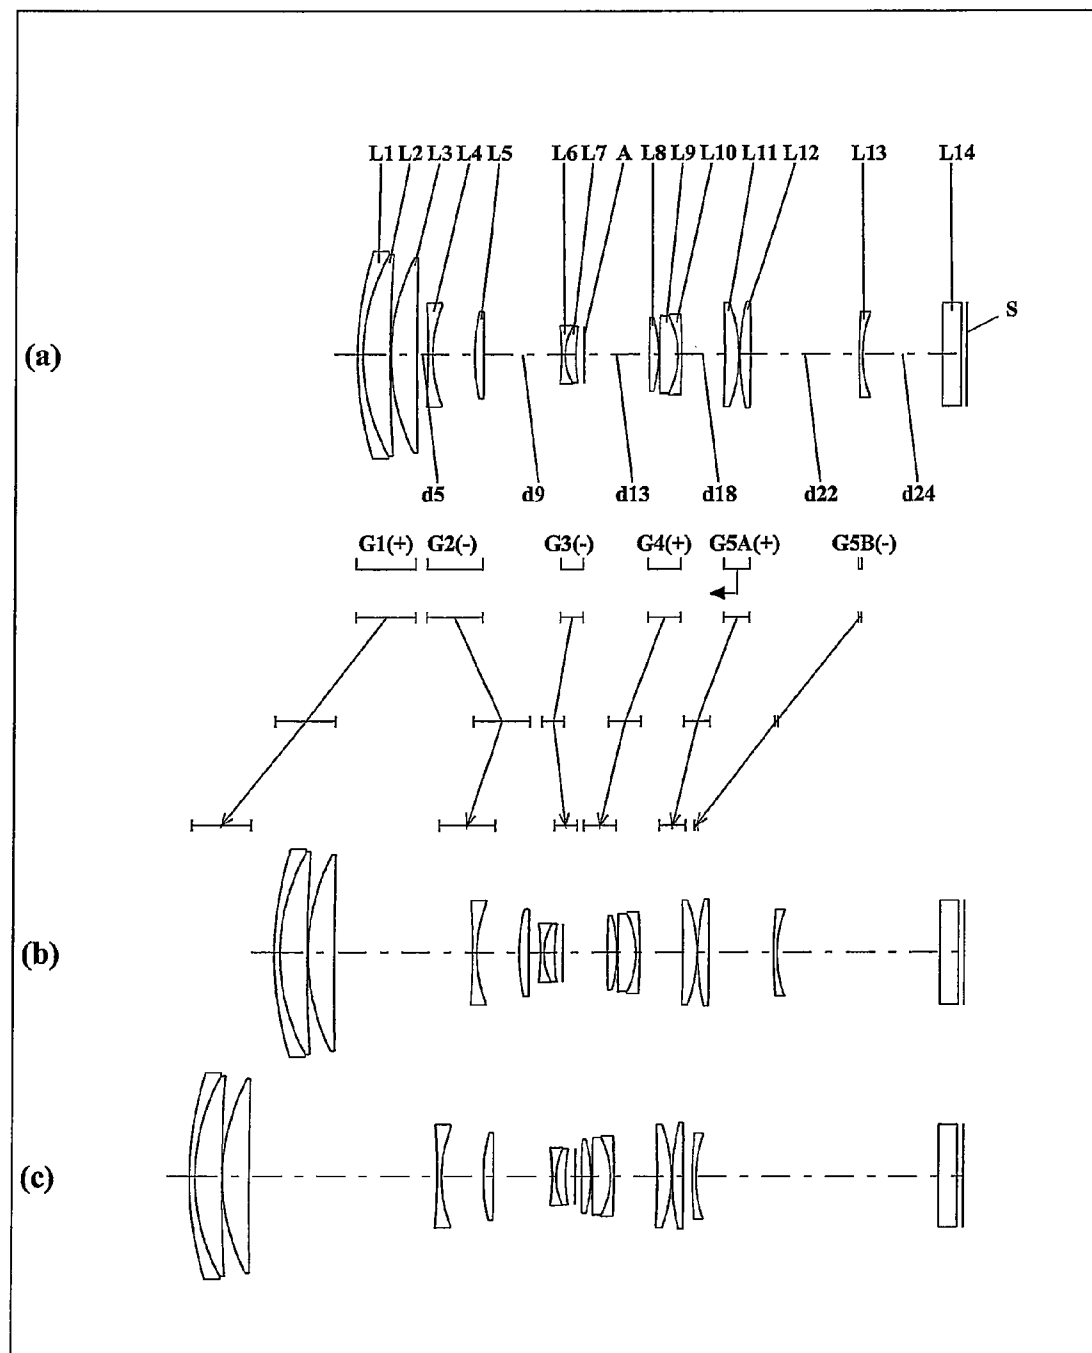 L1 L2 L3 L4 L5 L6 L7 A L8 L9 L10 L11 L12 L13 L14
S
(a)
d5 d9 d13 d18 d22 d24
G1(+) G2(-) G3(-) G4(+) G5A(+) G5B(-)
(b)
(c)